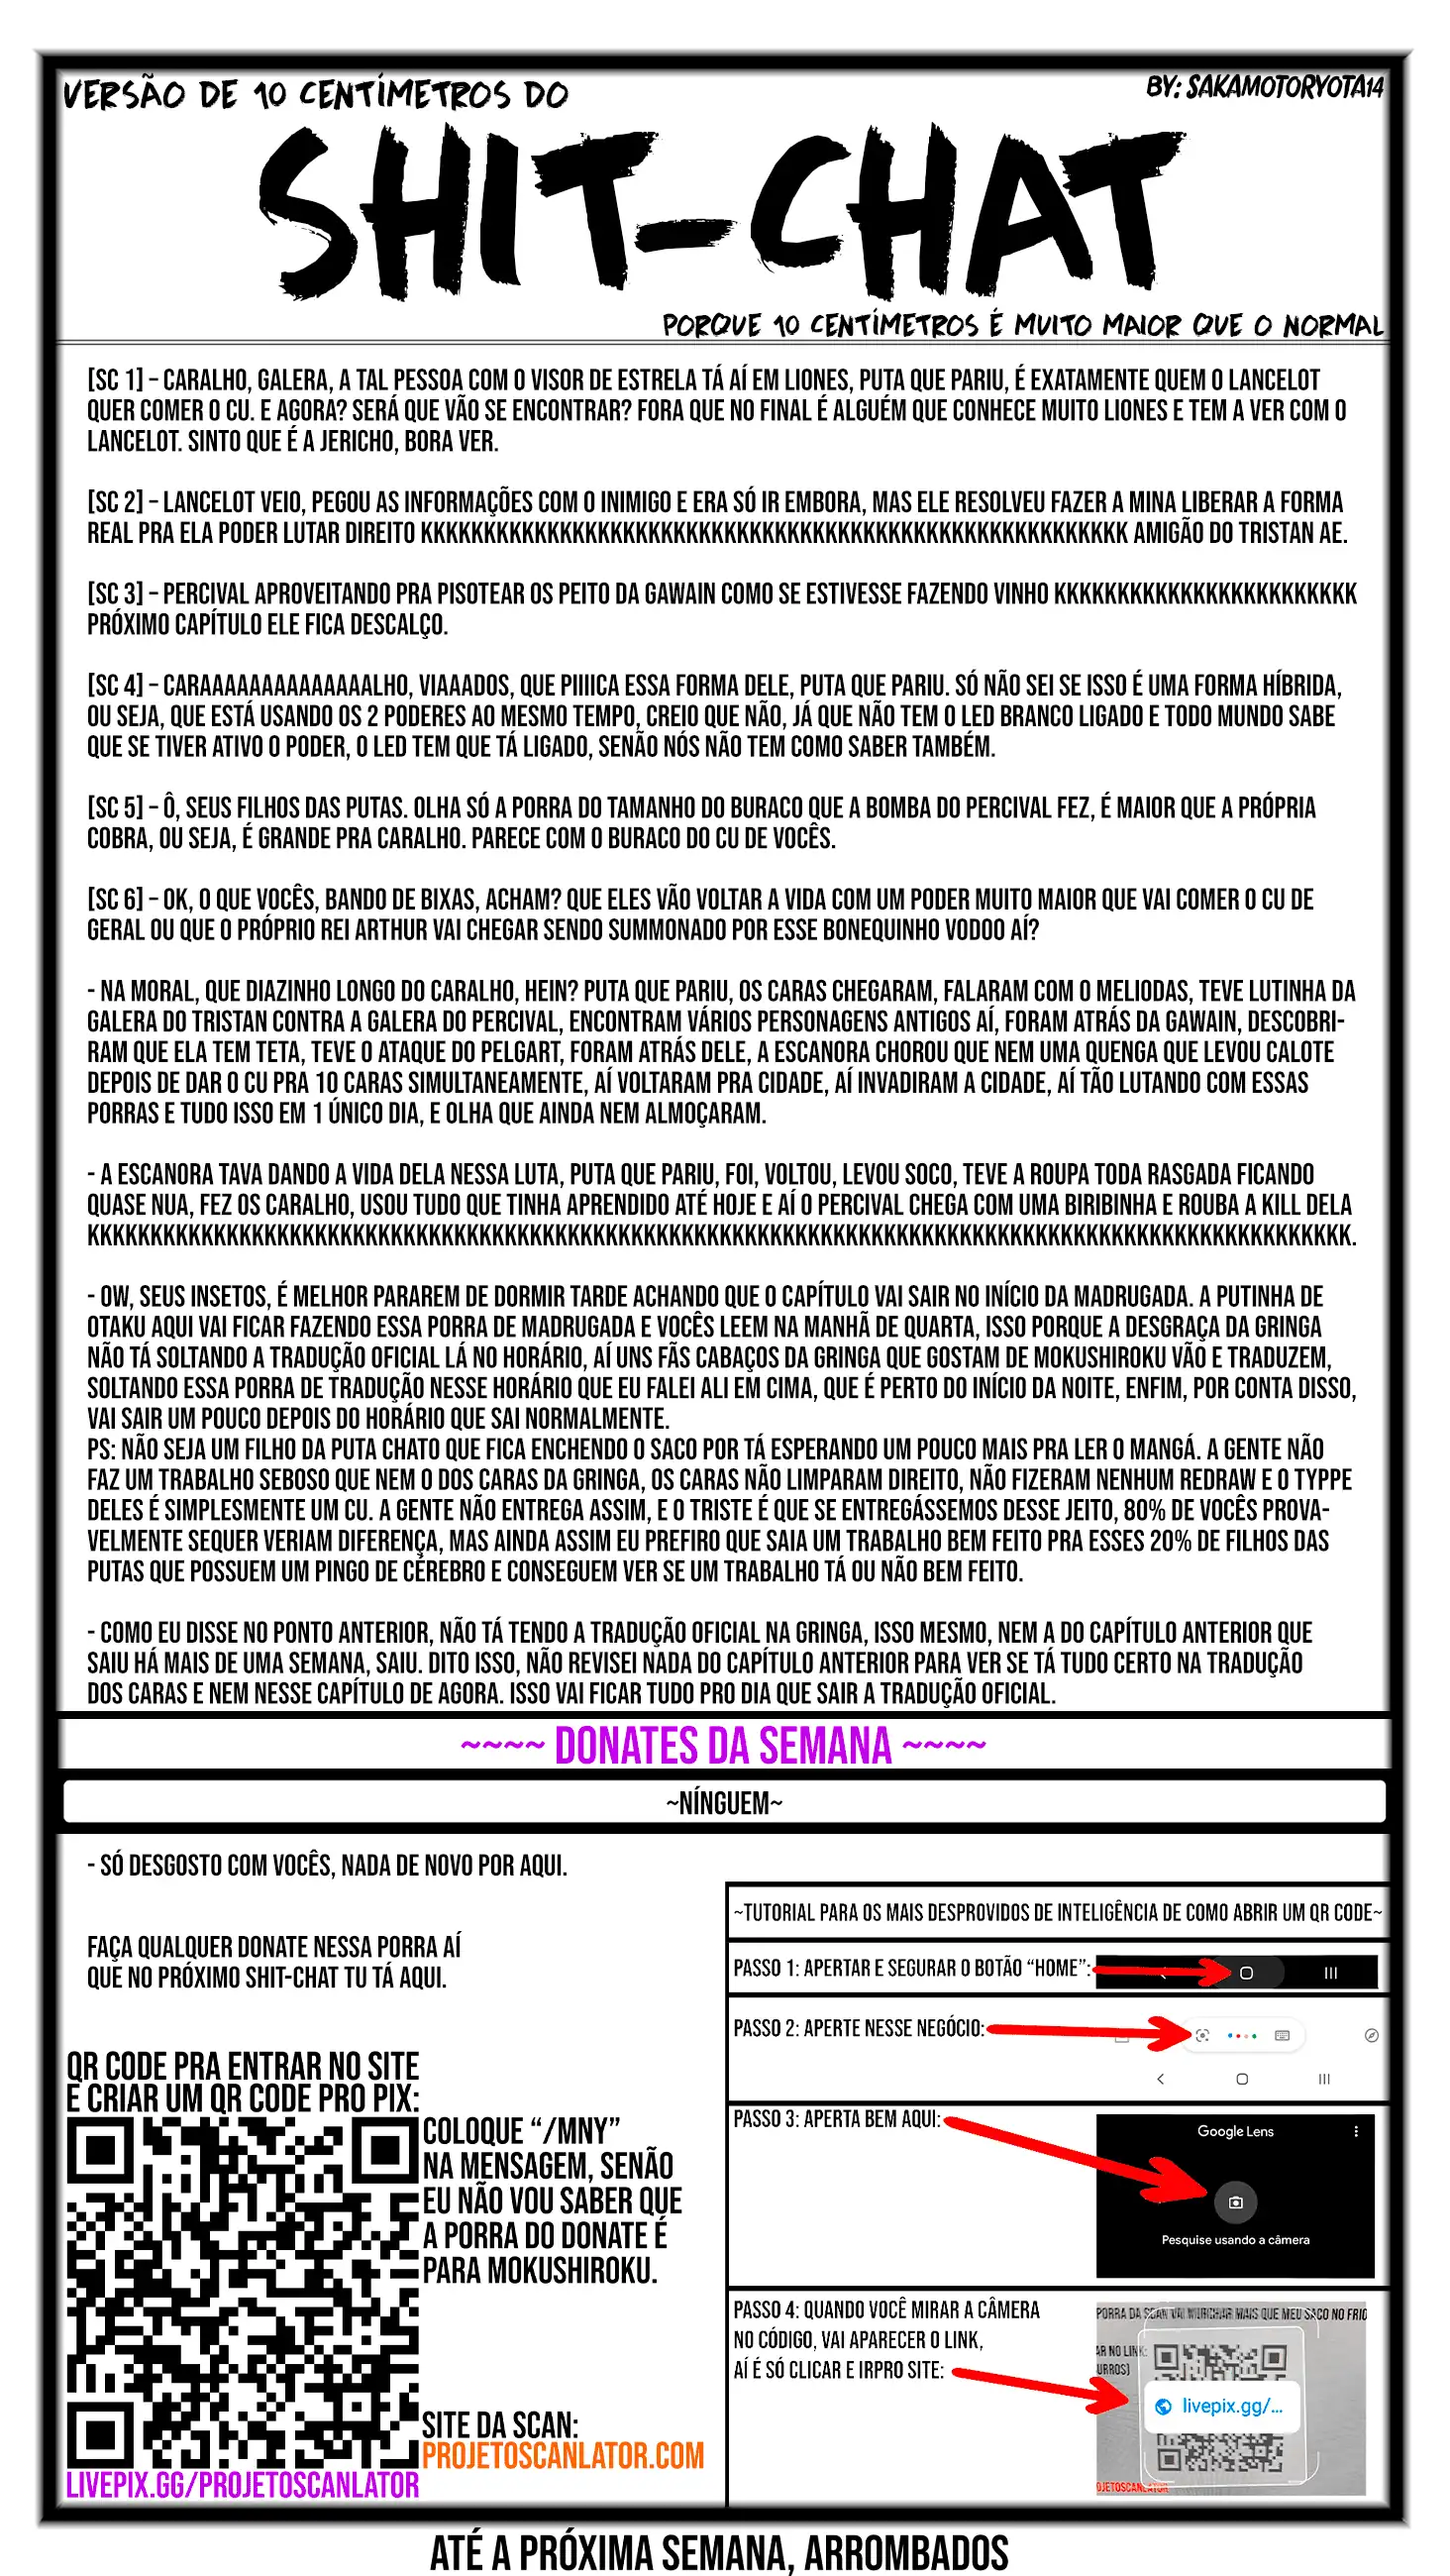 VERSÃO DE 10 CENTÍMETROS DO
BY: SAKAMOTORYOTA14
SHIT-CHAT
PORQUE 10 CENTÍMETROS É MUITO MAIOR QUE O NORMAL
[SC 1] – CARALHO, GALERA, A TAL PESSOA COM O VISOR DE ESTRELA TÁ AÍ EM LIONES, PUTA QUE PARIU, É EXATAMENTE QUEM O LANCELOT
QUER COMER O CU. E AGORA? SERÁ QUE VÃO SE ENCONTRAR? FORA QUE NO FINAL É ALGUÉM QUE CONHECE MUITO LIONES E TEM A VER COM O
LANCELOT. SINTO QUE É A JERICHO, BORA VER.
[SC 2] – LANCELOT VEIO, PEGOU AS INFORMAÇÕES COM O INIMIGO E ERA SÓ IR EMBORA, MAS ELE RESOLVEU FAZER A MINA LIBERAR A FORMA
REAL PRA ELA PODER LUTAR DIREITO KKKKKKKKKKKKKKKKKKKKKKKKKKKKKKKKKKKKKKKKKKKKKKKKKKKKKKKK AMIGÃO DO TRISTAN AE.
[SC 3] – PERCIVAL APROVEITANDO PRA PISOTEAR OS PEITO DA GAWAIN COMO SE ESTIVESSE FAZENDO VINHO KKKKKKKKKKKKKKKKKKKKKKKK
PRÓXIMO CAPÍTULO ELE FICA DESCALÇO.
[SC 4] – CARAAAAAAAAAAAAAALHO, VIAAADOS, QUE PIIIICA ESSA FORMA DELE, PUTA QUE PARIU. SÓ NÃO SEI SE ISSO É UMA FORMA HÍBRIDA,
OU SEJA, QUE ESTÁ USANDO OS 2 PODERES AO MESMO TEMPO, CREIO QUE NÃO, JÁ QUE NÃO TEM O LED BRANCO LIGADO E TODO MUNDO SABE
QUE SE TIVER ATIVO O PODER, O LED TEM QUE TÁ LIGADO, SENÃO NÓS NÃO TEM COMO SABER TAMBÉM.
[SC 5] – Ô, SEUS FILHOS DAS PUTAS. OLHA SÓ A PORRA DO TAMANHO DO BURACO QUE A BOMBA DO PERCIVAL FEZ, É MAIOR QUE A PRÓPRIA
COBRA, OU SEJA, É GRANDE PRA CARALHO. PARECE COM O BURACO DO CU DE VOCÊS.
[SC 6] – OK, O QUE VOCÊS, BANDO DE BIXAS, ACHAM? QUE ELES VÃO VOLTAR A VIDA COM UM PODER MUITO MAIOR QUE VAI COMER O CU DE
GERAL OU QUE O PRÓPRIO REI ARTHUR VAI CHEGAR SENDO SUMMONADO POR ESSE BONEQUINHO VODOO AÍ?
- NA MORAL, QUE DIAZINHO LONGO DO CARALHO, HEIN? PUTA QUE PARIU, OS CARAS CHEGARAM, FALARAM COM O MELIODAS, TEVE LUTINHA DA
GALERA DO TRISTAN CONTRA A GALERA DO PERCIVAL, ENCONTRAM VÁRIOS PERSONAGENS ANTIGOS AÍ, FORAM ATRÁS DA GAWAIN, DESCOBRI-
RAM QUE ELA TEM TETA, TEVE O ATAQUE DO PELGART, FORAM ATRÁS DELE, A ESCANORA CHOROU QUE NEM UMA QUENGA QUE LEVOU CALOTE
DEPOIS DE DAR O CU PRA 10 CARAS SIMULTANEAMENTE, AÍ VOLTARAM PRA CIDADE, AÍ INVADIRAM A CIDADE, AÍ TÃO LUTANDO COM ESSAS
PORRAS E TUDO ISSO EM 1 ÚNICO DIA, E OLHA QUE AINDA NEM ALMOÇARAM.
- A ESCANORA TAVA DANDO A VIDA DELA NESSA LUTA, PUTA QUE PARIU, FOI, VOLTOU, LEVOU SOCO, TEVE A ROUPA TODA RASGADA FICANDO
QUASE NUA, FEZ OS CARALHO, USOU TUDO QUE TINHA APRENDIDO ATÉ HOJE E AÍ O PERCIVAL CHEGA COM UMA BIRIBINHA E ROUBA A KILL DELA
KKKKKKKKKKKKKKKKKKKKKKKKKKKKKKKKKKKKKKKKKKKKKKKKKKKKKKKKKKKKKKKKKKKKKKKKKKKKKKKKKKKKKKKKKKKKKKKKKKKK.
- OW, SEUS INSETOS, É MELHOR PARAREM DE DORMIR TARDE ACHANDO QUE O CAPÍTULO VAI SAIR NO INÍCIO DA MADRUGADA. A PUTINHA DE
OTAKU AQUI VAI FICAR FAZENDO ESSA PORRA DE MADRUGADA E VOCÊS LEEM NA MANHÃ DE QUARTA, ISSO PORQUE A DESGRAÇA DA GRINGA
NÃO TÁ SOLTANDO A TRADUÇÃO OFICIAL LÁ NO HORÁRIO, AÍ UNS FÃS CABAÇOS DA GRINGA QUE GOSTAM DE MOKUSHIROKU VÃO E TRADUZEM,
SOLTANDO ESSA PORRA DE TRADUÇÃO NESSE HORÁRIO QUE EU FALEI ALI EM CIMA, QUE É PERTO DO INÍCIO DA NOITE, ENFIM, POR CONTA DISSO,
VAI SAIR UM POUCO DEPOIS DO HORÁRIO QUE SAI NORMALMENTE.
PS: NÃO SEJA UM FILHO DA PUTA CHATO QUE FICA ENCHENDO O SACO POR TÁ ESPERANDO UM POUCO MAIS PRA LER O MANGÁ. A GENTE NÃO
FAZ UM TRABALHO SEBOSO QUE NEM O DOS CARAS DA GRINGA, OS CARAS NÃO LIMPARAM DIREITO, NÃO FIZERAM NENHUM REDRAW E O TYPPE
DELES É SIMPLESMENTE UM CU. A GENTE NÃO ENTREGA ASSIM, E O TRISTE É QUE SE ENTREGÁSSEMOS DESSE JEITO, 80% DE VOCÊS PROVA-
VELMENTE SEQUER VERIAM DIFERENÇA, MAS AINDA ASSIM EU PREFIRO QUE SAIA UM TRABALHO BEM FEITO PRA ESSES 20% DE FILHOS DAS
PUTAS QUE POSSUEM UM PINGO DE CÉREBRO E CONSEGUEM VER SE UM TRABALHO TÁ OU NÃO BEM FEITO.
- COMO EU DISSE NO PONTO ANTERIOR, NÃO TÁ TENDO A TRADUÇÃO OFICIAL NA GRINGA, ISSO MESMO, NEM A DO CAPÍTULO ANTERIOR QUE
SAIU HÁ MAIS DE UMA SEMANA, SAIU. DITO ISSO, NÃO REVISEI NADA DO CAPÍTULO ANTERIOR PARA VER SE TÁ TUDO CERTO NA TRADUÇÃO
DOS CARAS E NEM NESSE CAPÍTULO DE AGORA. ISSO VAI FICAR TUDO PRO DIA QUE SAIR A TRADUÇÃO OFICIAL.
~~~~ DONATES DA SEMANA ~~~~
~NÍNGUEM~
- SÓ DESGOSTO COM VOCÊS, NADA DE NOVO POR AQUI.
FAÇA QUALQUER DONATE NESSA PORRA AÍ
QUE NO PRÓXIMO SHIT-CHAT TU TÁ AQUI.
QR CODE PRA ENTRAR NO SITE
E CRIAR UM QR CODE PRO PIX:
COLOQUE “/MNY”
NA MENSAGEM, SENÃO
EU NÃO VOU SABER QUE
A PORRA DO DONATE É
PARA MOKUSHIROKU.
SITE DA SCAN:
PROJETOSCANLATOR.COM
LIVEPIX.GG/PROJETOSCANLATOR
~TUTORIAL PARA OS MAIS DESPROVIDOS DE INTELIGÊNCIA DE COMO ABRIR UM QR CODE~
PASSO 1: APERTAR E SEGURAR O BOTÃO “HOME”:
PASSO 2: APERTE NESSE NEGÓCIO:
PASSO 3: APERTA BEM AQUI:
Google Lens
Pesquise usando a câmera
PASSO 4: QUANDO VOCÊ MIRAR A CÂMERA
NO CÓDIGO, VAI APARECER O LINK,
AÍ É SÓ CLICAR E IRPRO SITE:
PORRA DA SCAN VAI MURCHAR MAIS QUE MEU SACO NO FRIO
AR NO LINK:
URROS)
livepix.gg/...
OJETOSCANLATOR
ATÉ A PRÓXIMA SEMANA, ARROMBADOS